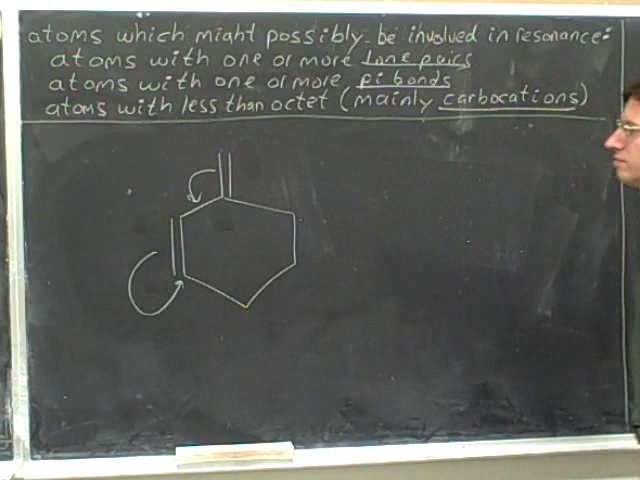 atoms which might possibly be involved in resonance:
atoms with one or more lone pairs
atoms with one or more pi bonds
atoms with less than octet (mainly carbocations)